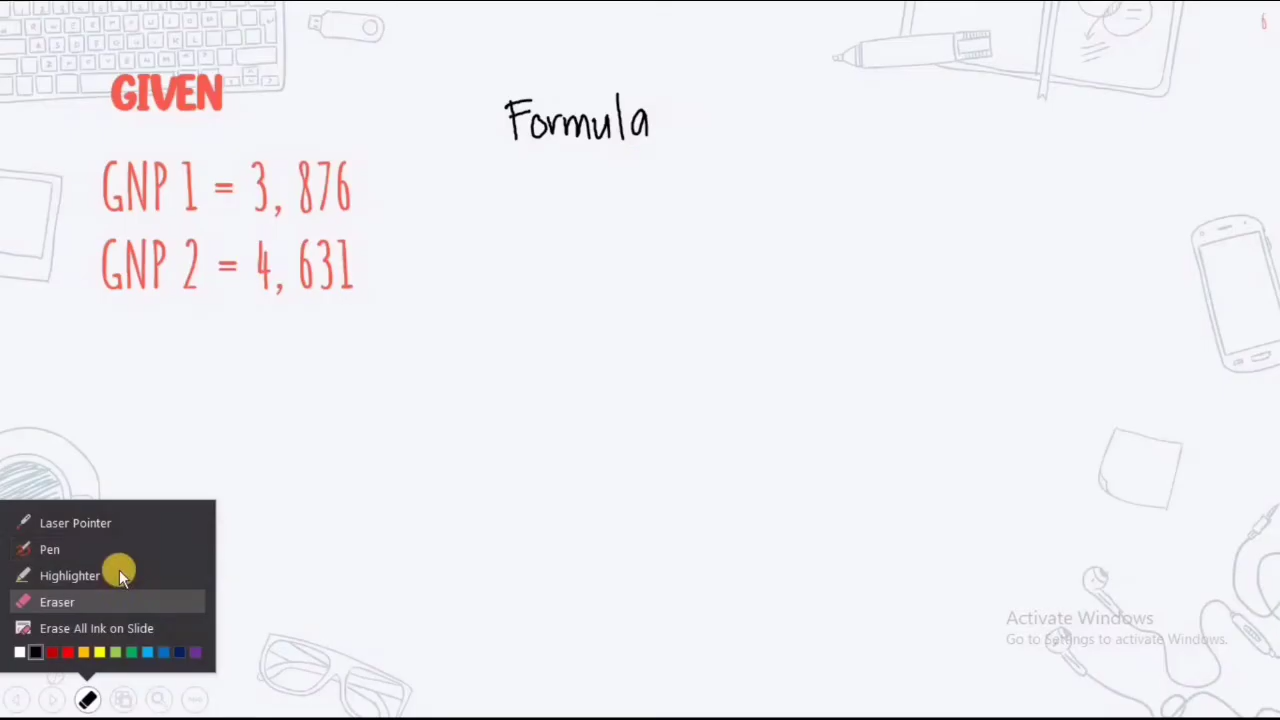 6
GIVEN
Formula
GNP 1 = 3, 876
GNP 2 = 4, 631
Laser Pointer
Pen
Highlighter
Eraser
Erase All Ink on Slide
Activate Windows
Go to Settings to activate Windows.